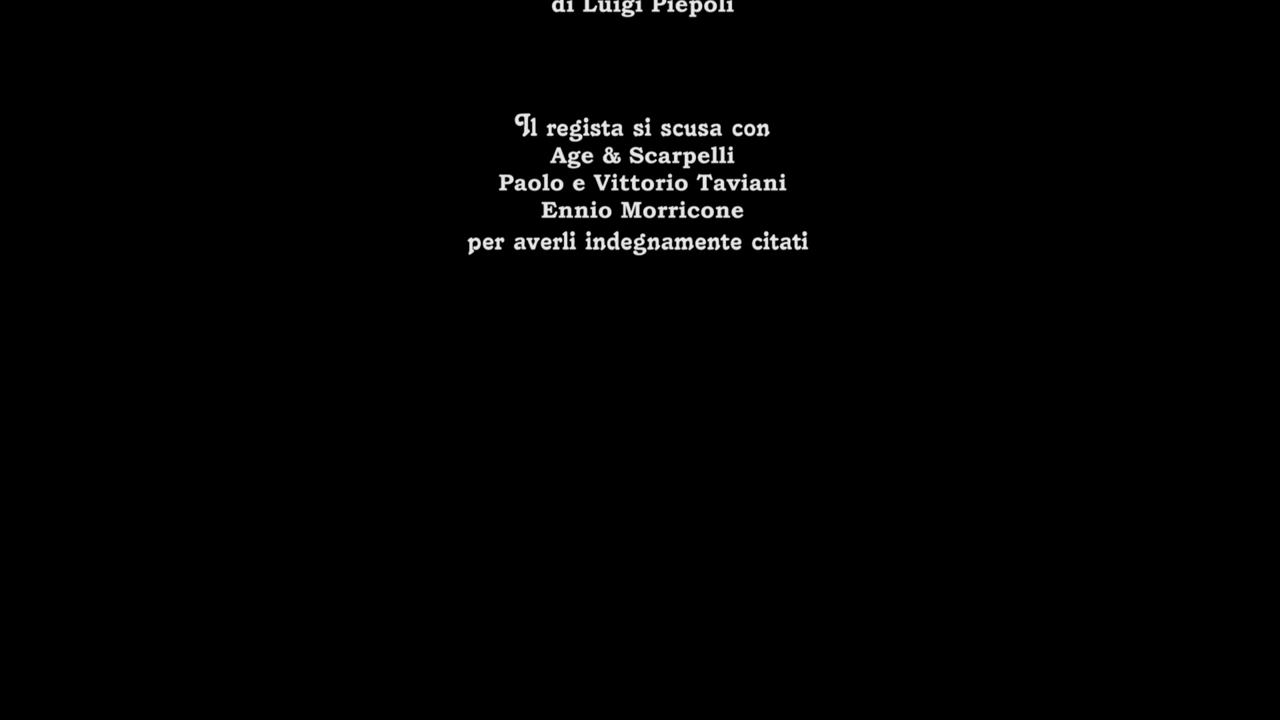 di Luigi Piepoli
Il regista si scusa con
Age & Scarpelli
Paolo e Vittorio Taviani
Ennio Morricone
per averli indegnamente citati